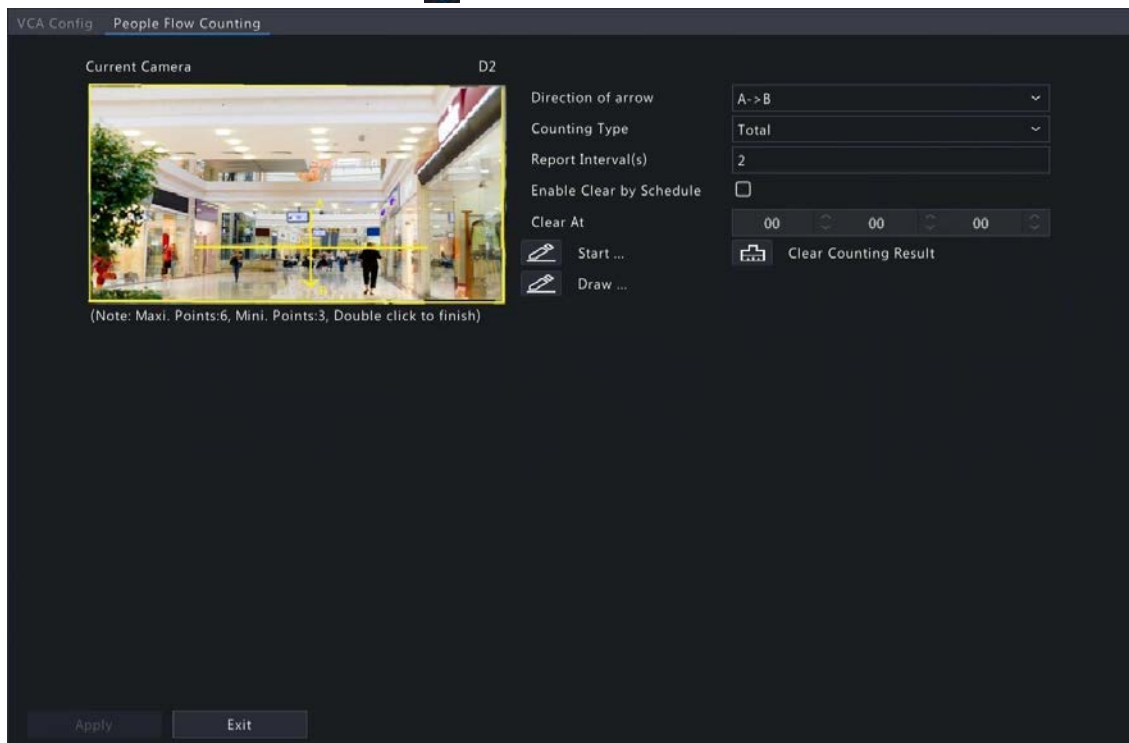 VCA Config People Flow Counting
Current Camera D2
Direction of arrow A->B
Counting Type Total
Report Interval(s) 2
Enable Clear by Schedule
Clear At 00 00 00
Start ... Clear Counting Result
Draw ...
(Note: Maxi. Points:6, Mini. Points:3, Double click to finish)
Apply Exit